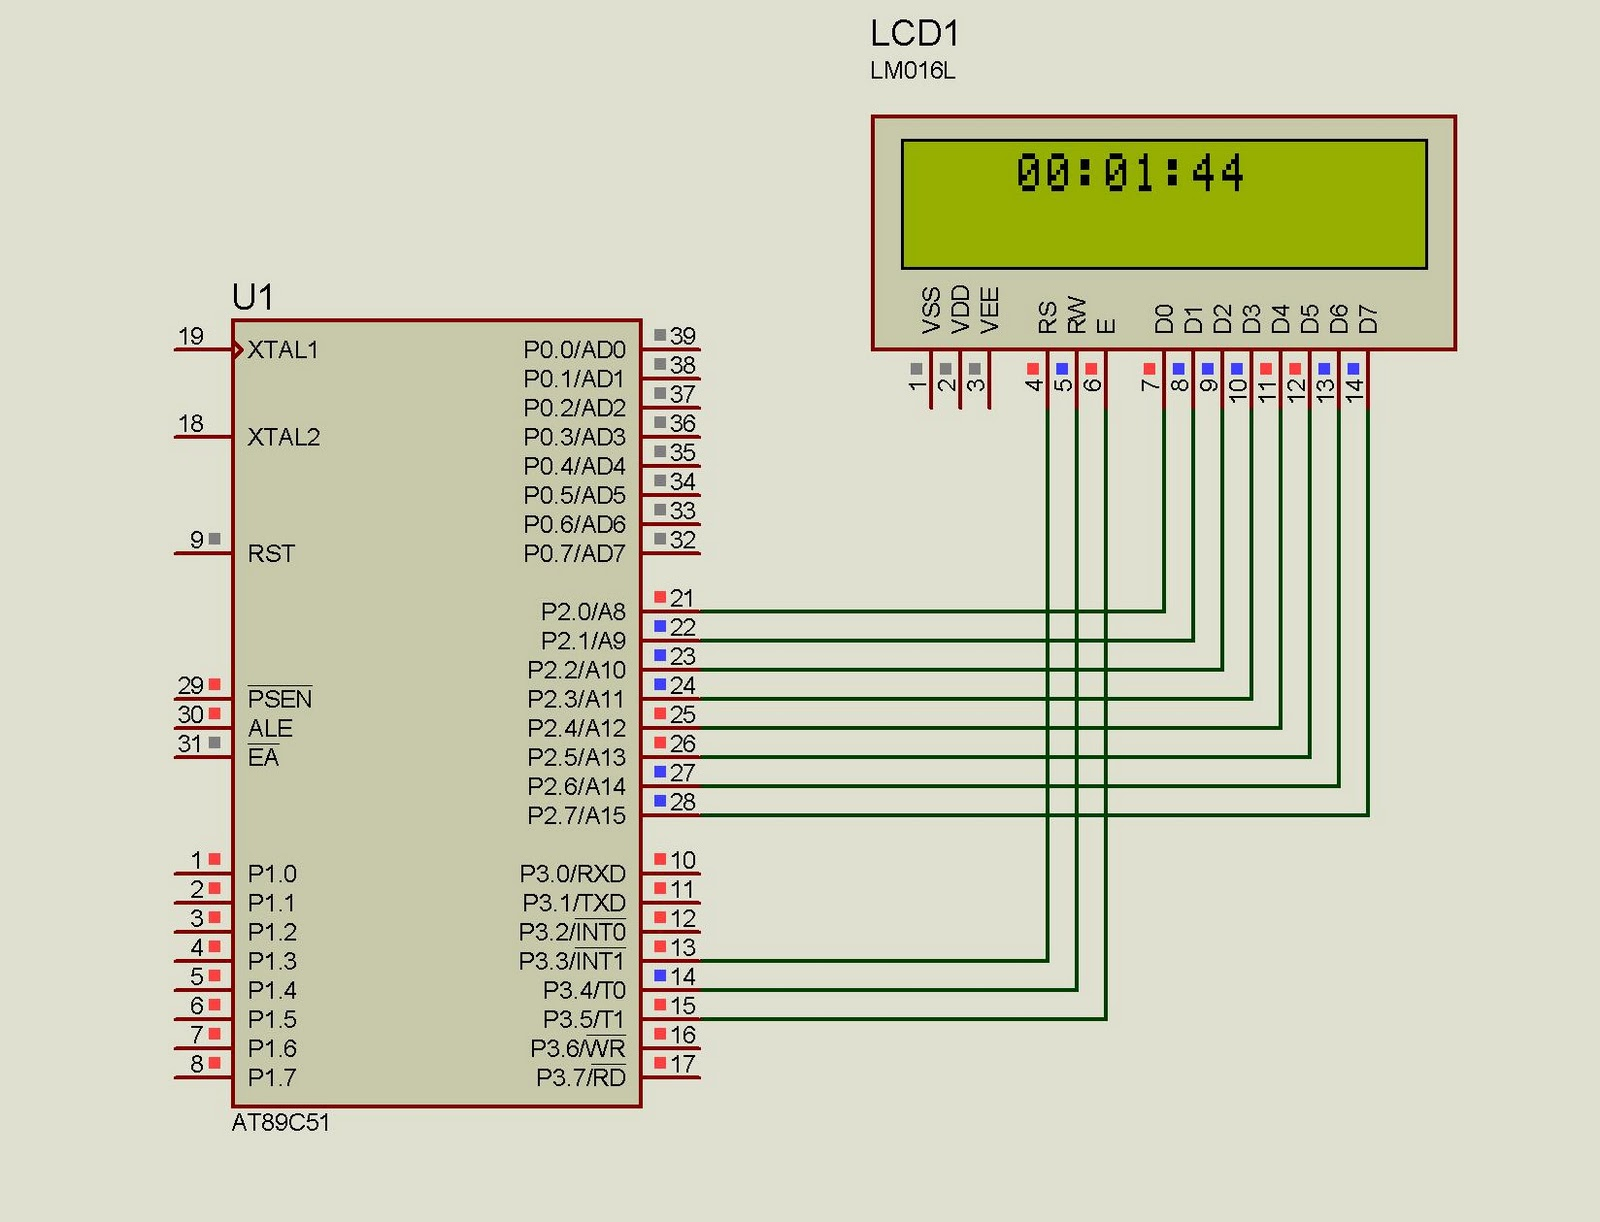 LCD1
LM016L
00:01:44
VSS VDD VEE RS RW E D0 D1 D2 D3 D4 D5 D6 D7
1 2 3 4 5 6 7 8 9 10 11 12 13 14
U1
19 XTAL1 P0.0/AD0 39
P0.1/AD1 38
P0.2/AD2 37
18 XTAL2 P0.3/AD3 36
P0.4/AD4 35
P0.5/AD5 34
P0.6/AD6 33
9 RST P0.7/AD7 32
P2.0/A8 21
P2.1/A9 22
P2.2/A10 23
29 PSEN P2.3/A11 24
30 ALE P2.4/A12 25
31 EA P2.5/A13 26
P2.6/A14 27
P2.7/A15 28
1 P1.0 P3.0/RXD 10
2 P1.1 P3.1/TXD 11
3 P1.2 P3.2/INT0 12
4 P1.3 P3.3/INT1 13
5 P1.4 P3.4/T0 14
6 P1.5 P3.5/T1 15
7 P1.6 P3.6/WR 16
8 P1.7 P3.7/RD 17
AT89C51